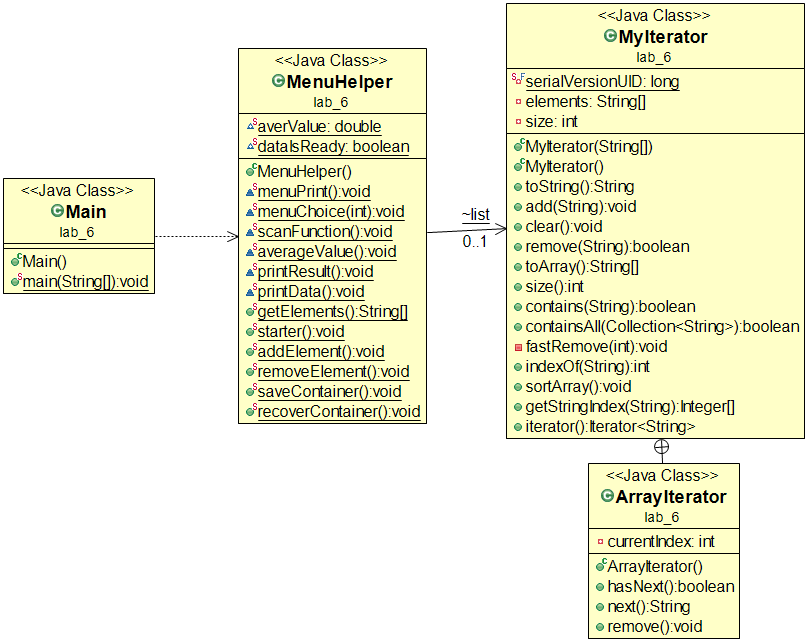 <<Java Class>>
Main
lab_6
Main()
main(String[]):void
<<Java Class>>
MenuHelper
lab_6
averValue: double
dataIsReady: boolean
MenuHelper()
menuPrint():void
menuChoice(int):void
scanFunction():void
averageValue():void
printResult():void
printData():void
getElements():String[]
starter():void
addElement():void
removeElement():void
saveContainer():void
recoverContainer():void
~list
0..1
<<Java Class>>
MyIterator
lab_6
serialVersionUID: long
elements: String[]
size: int
MyIterator(String[])
MyIterator()
toString():String
add(String):void
clear():void
remove(String):boolean
toArray():String[]
size():int
contains(String):boolean
containsAll(Collection<String>):boolean
fastRemove(int):void
indexOf(String):int
sortArray():void
getStringIndex(String):Integer[]
iterator():Iterator<String>
<<Java Class>>
ArrayIterator
lab_6
currentIndex: int
ArrayIterator()
hasNext():boolean
next():String
remove():void